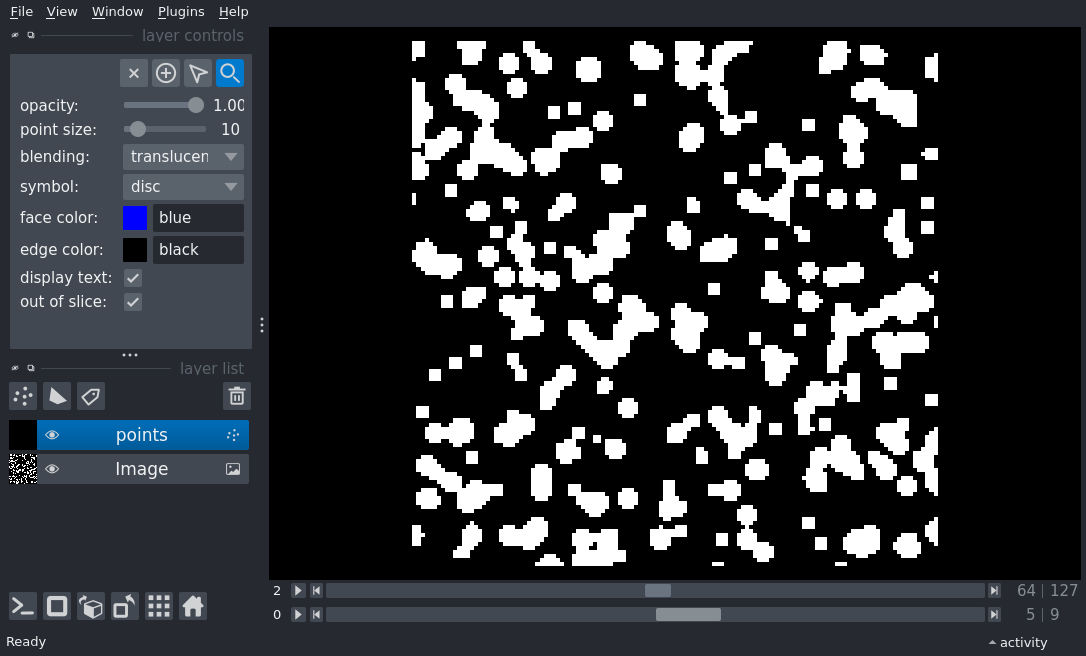 File View Window Plugins Help
layer controls
opacity: 1.00
point size: 10
blending: translucen
symbol: disc
face color: blue
edge color: black
display text:
out of slice:
layer list
points
Image
2 64 127
0 5 9
Ready activity